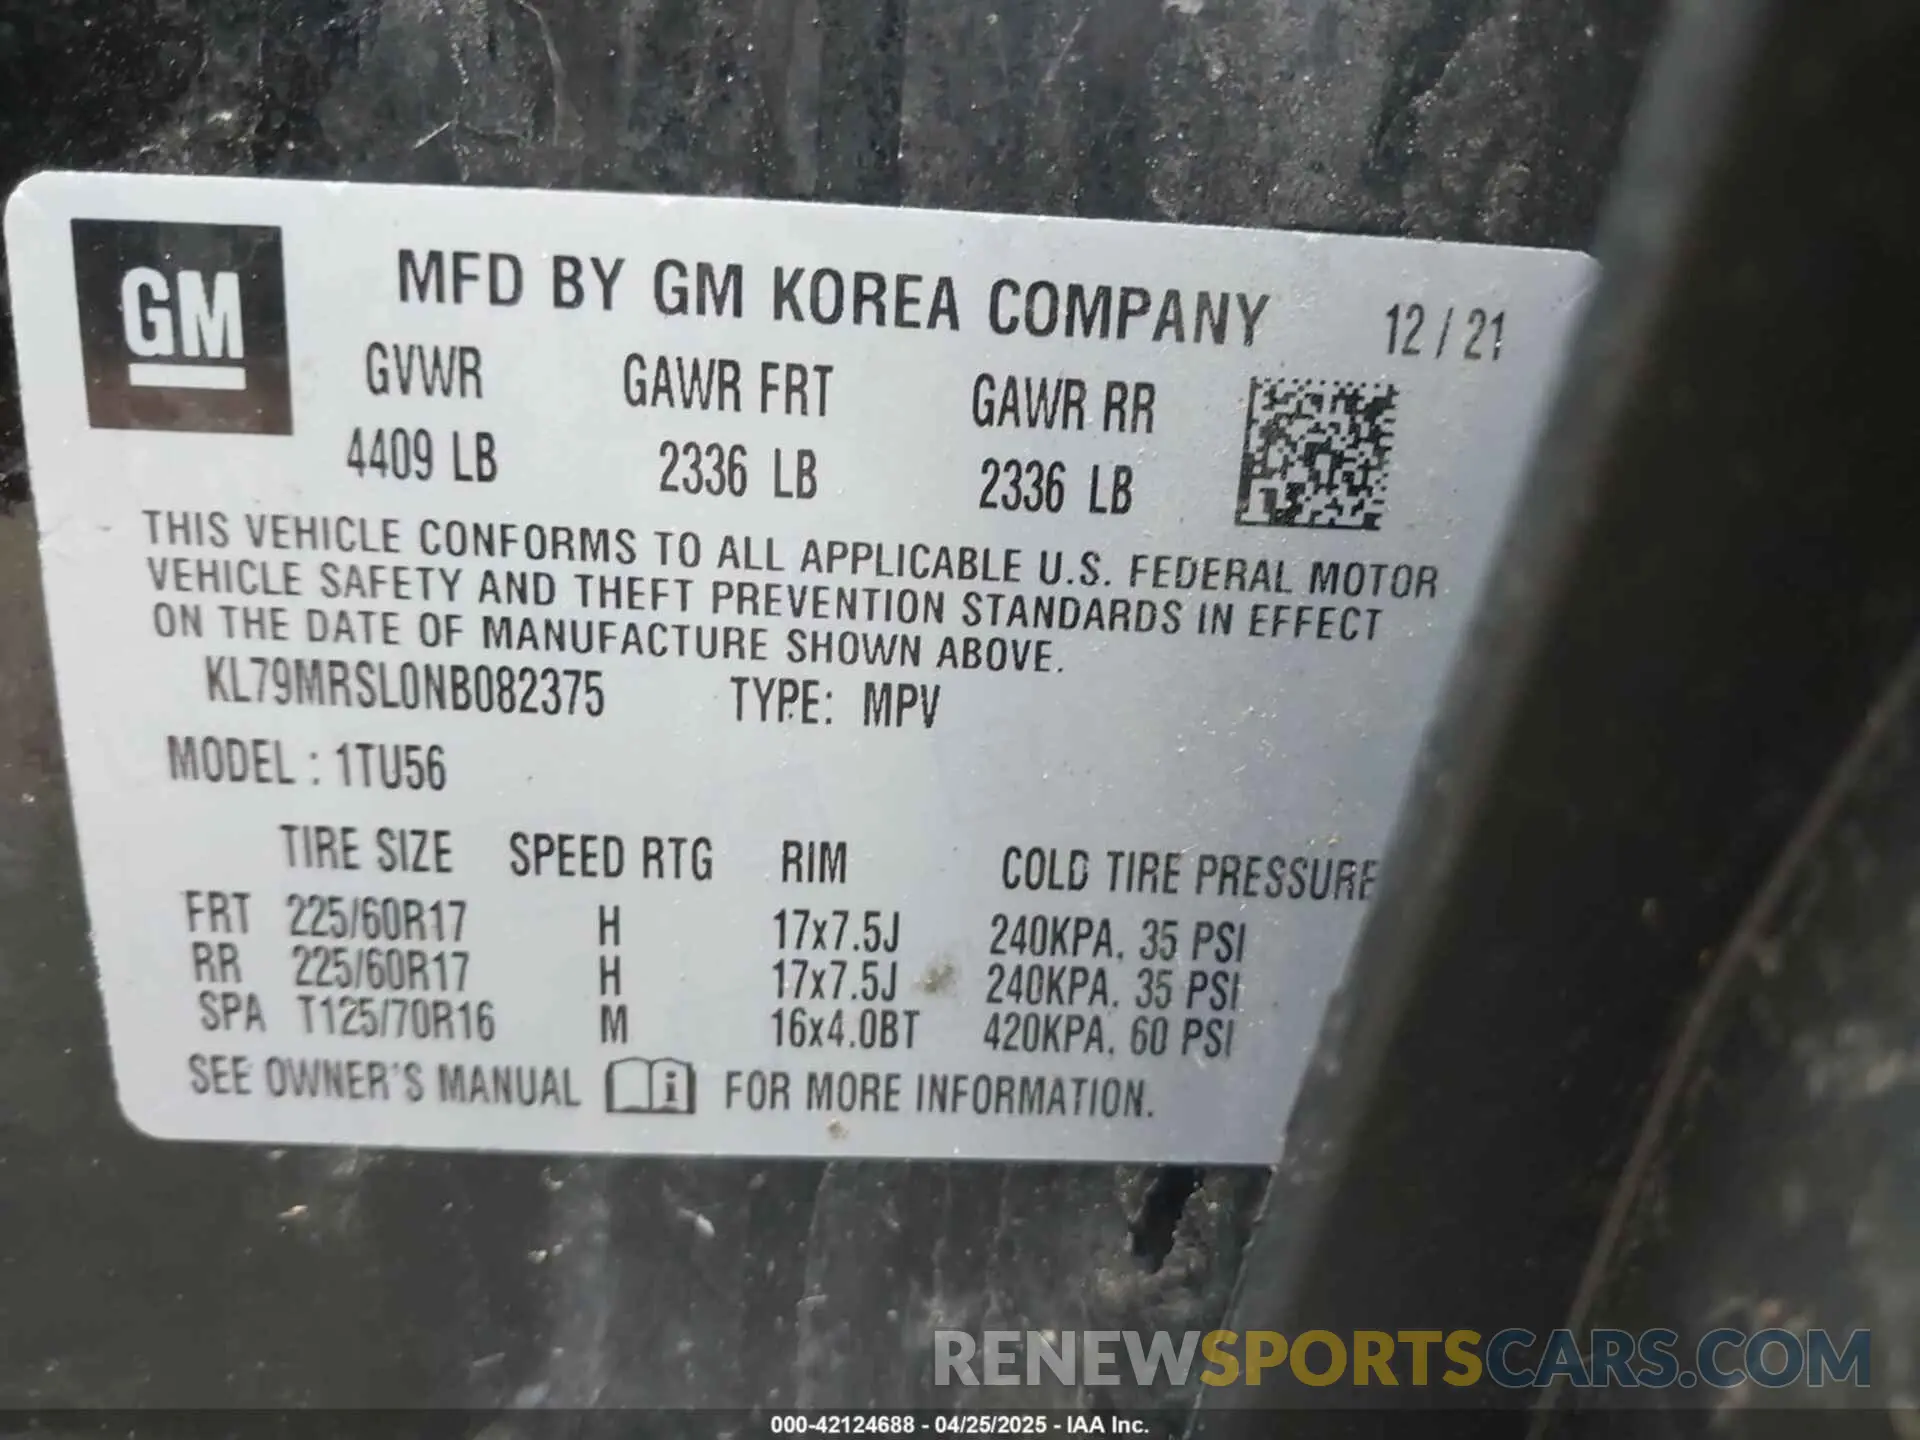 GM
MFD BY GM KOREA COMPANY 12 / 21
GVWR GAWR FRT GAWR RR
4409 LB 2336 LB 2336 LB
THIS VEHICLE CONFORMS TO ALL APPLICABLE U.S. FEDERAL MOTOR
VEHICLE SAFETY AND THEFT PREVENTION STANDARDS IN EFFECT
ON THE DATE OF MANUFACTURE SHOWN ABOVE.
KL79MRSL0NB082375 TYPE: MPV
MODEL : 1TU56
TIRE SIZE SPEED RTG RIM COLD TIRE PRESSURE
FRT 225/60R17 H 17x7.5J 240KPA. 35 PSI
RR 225/60R17 H 17x7.5J 240KPA. 35 PSI
SPA T125/70R16 M 16x4.0BT 420KPA. 60 PSI
SEE OWNER'S MANUAL i FOR MORE INFORMATION.
RENEWSPORTSCARS.COM
000-42124688 - 04/25/2025 - IAA Inc.